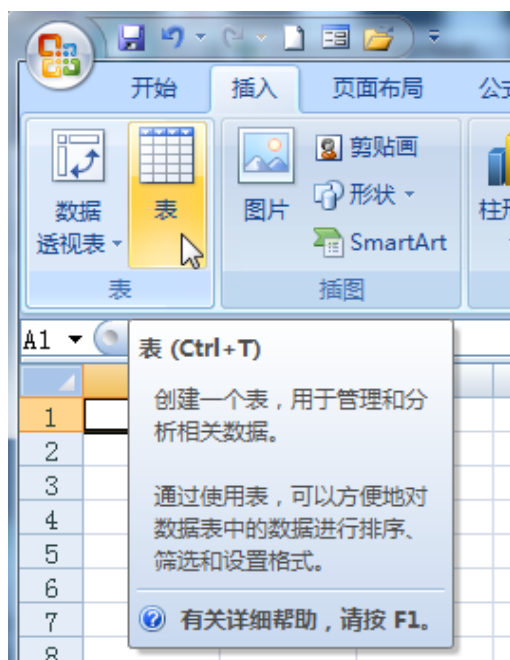 开始 插入 页面布局 公式
数据
透视表
表
图片
剪贴画
形状
SmartArt
表
插图
A1
表 (Ctrl+T)
创建一个表，用于管理和分
析相关数据。
通过使用表，可以方便地对
数据表中的数据进行排序、
筛选和设置格式。
有关详细帮助，请按 F1。
1
2
3
4
5
6
7
8